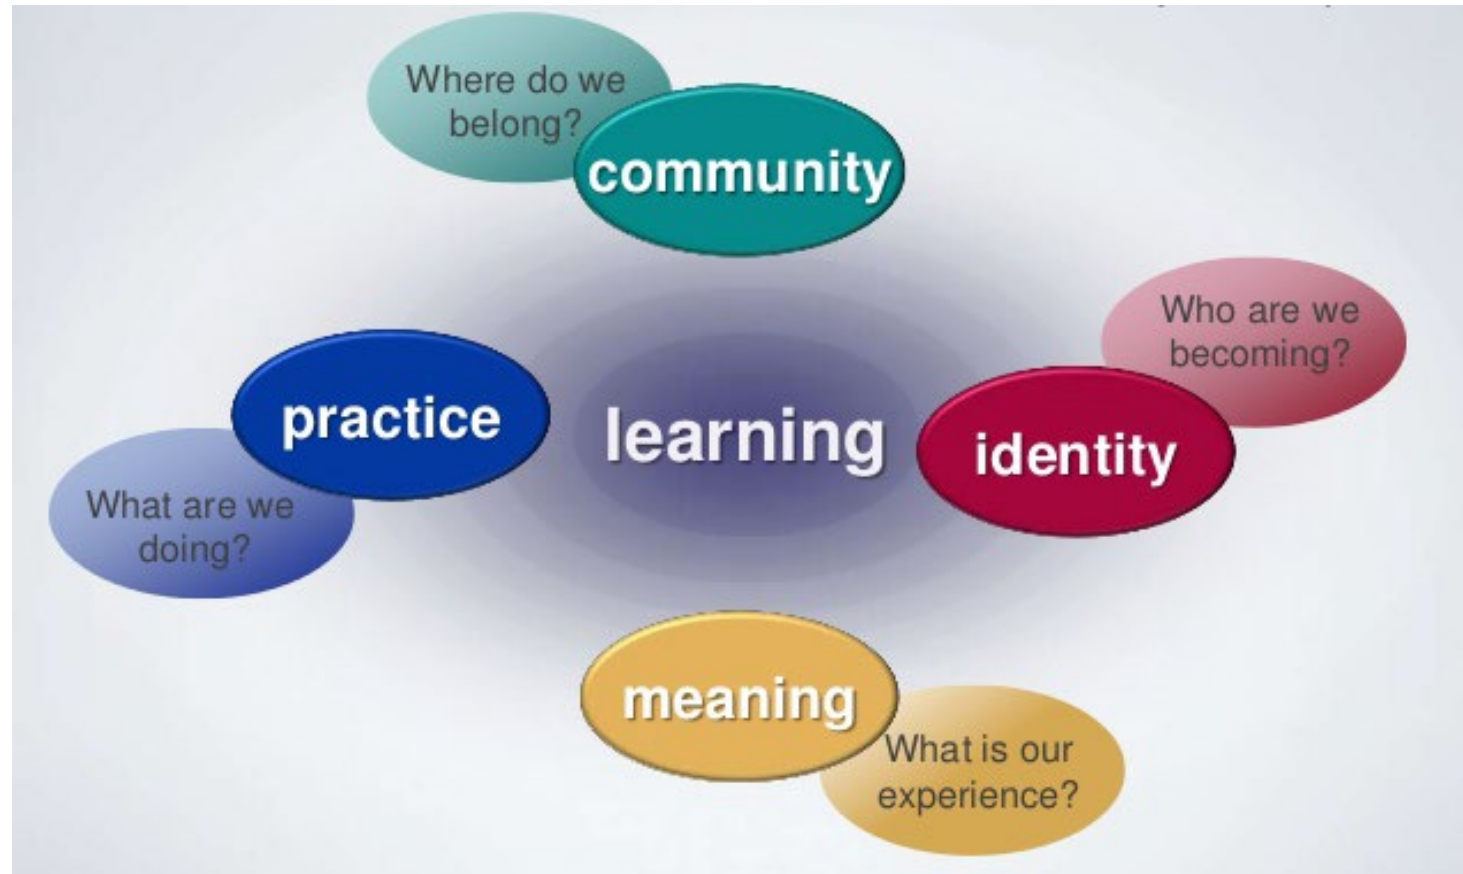 Where do we
belong?
community
Who are we
becoming?
identity
practice
What are we
doing?
learning
meaning
What is our
experience?